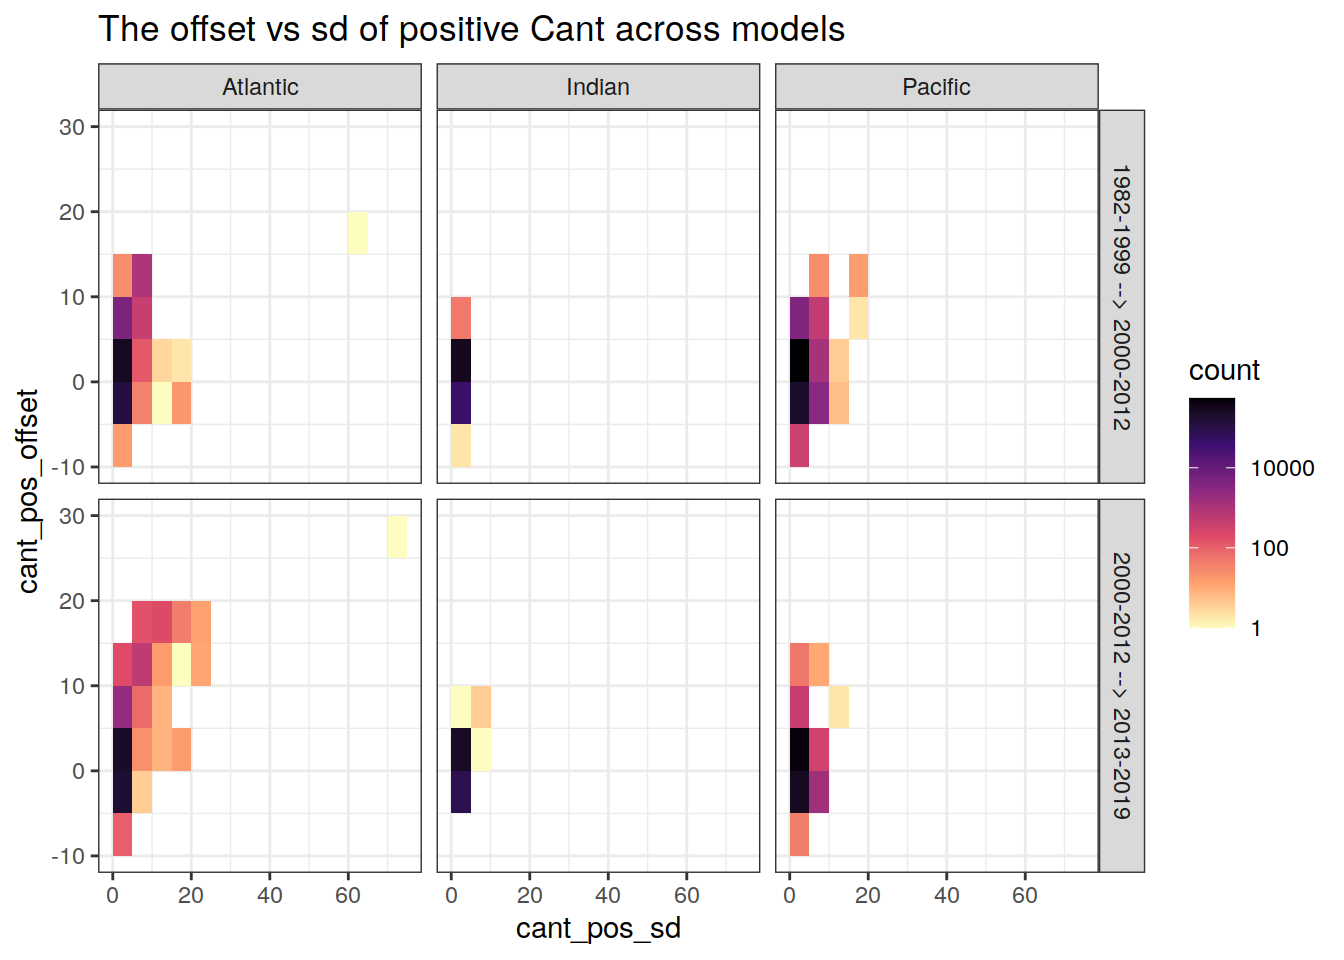 The offset vs sd of positive Cant across models
Atlantic
Indian
Pacific
30
20
10
0
-10
1982-1999 --> 2000-2012
30
20
10
0
-10
2000-2012 --> 2013-2019
cant_pos_offset
0 20 40 60
0 20 40 60
0 20 40 60
cant_pos_sd
count
10000
100
1